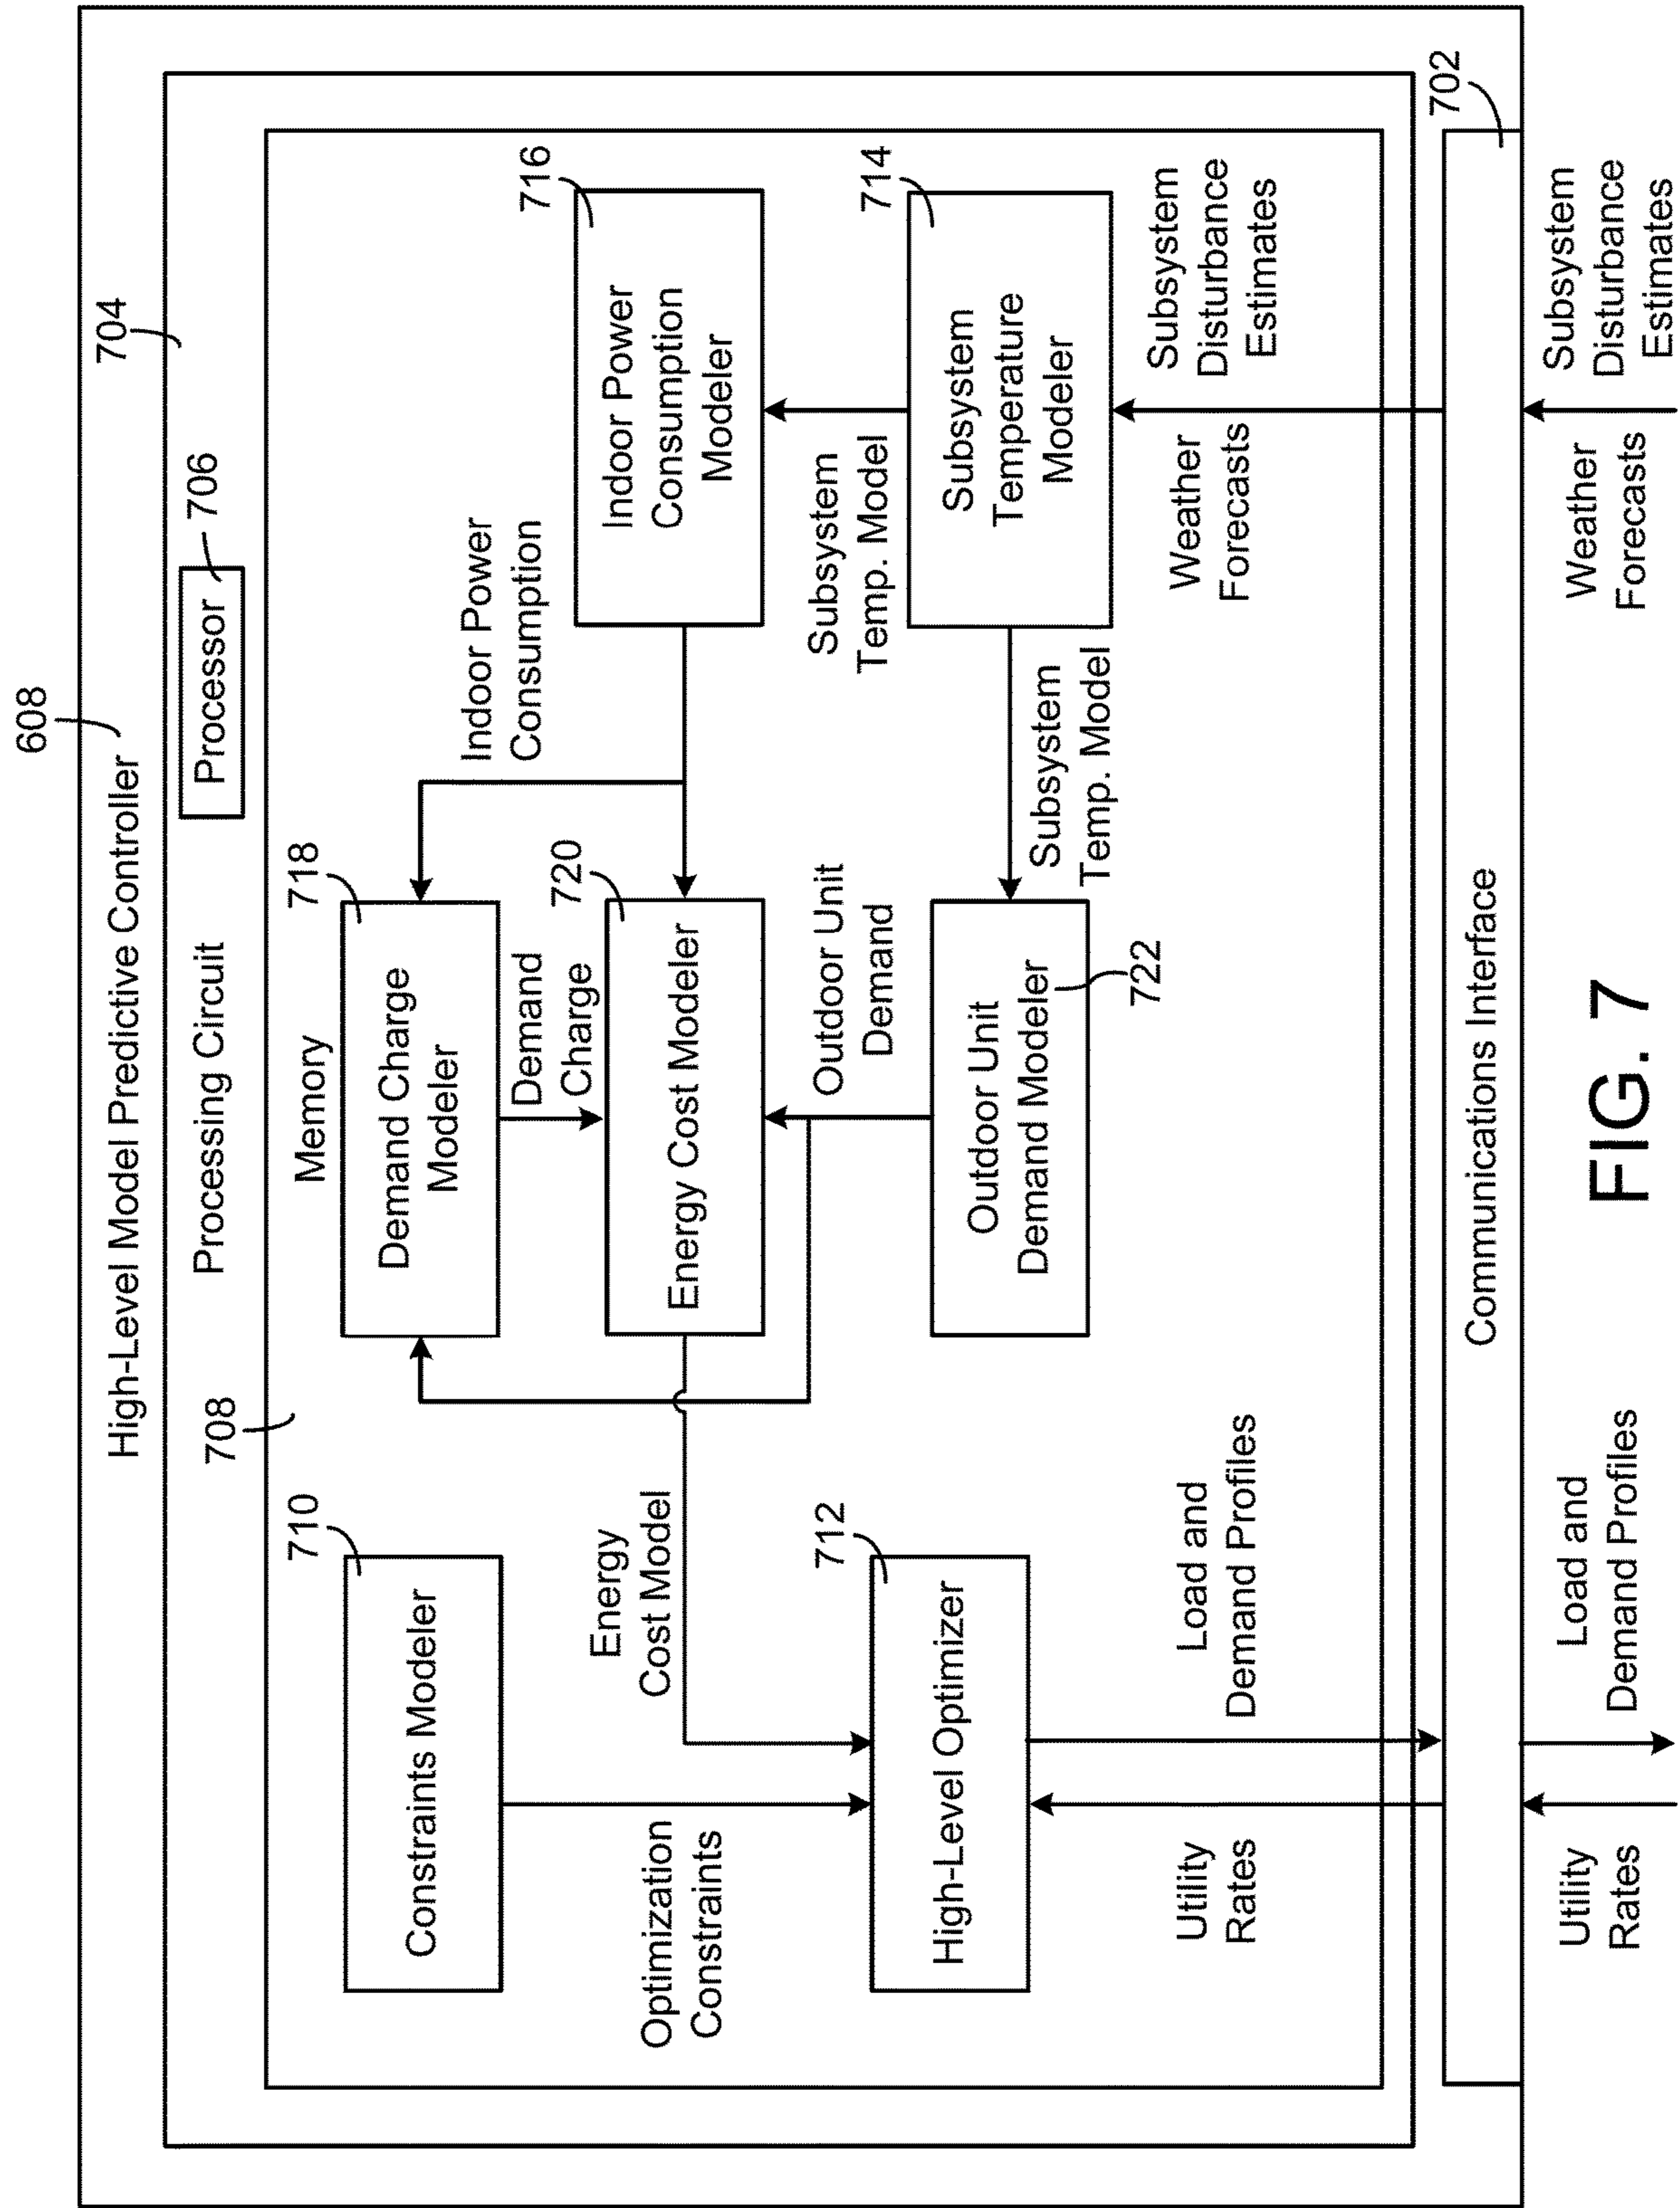 608
High-Level Model Predictive Controller
704
Processing Circuit
Processor
706
708
Memory
710
Constraints Modeler
718
Demand Charge
Modeler
716
Indoor Power
Consumption
Modeler
Indoor Power
Consumption
Demand
Charge
720
Energy Cost Modeler
Energy
Cost Model
Optimization
Constraints
Subsystem
Temp. Model
Outdoor Unit
Demand
712
High-Level Optimizer
Outdoor Unit
Demand Modeler
722
714
Subsystem
Temperature
Modeler
Subsystem
Temp. Model
Utility
Rates
Load and
Demand Profiles
Weather
Forecasts
Subsystem
Disturbance
Estimates
702
Communications Interface
Utility
Rates
Load and
Demand Profiles
Weather
Forecasts
Subsystem
Disturbance
Estimates
FIG. 7